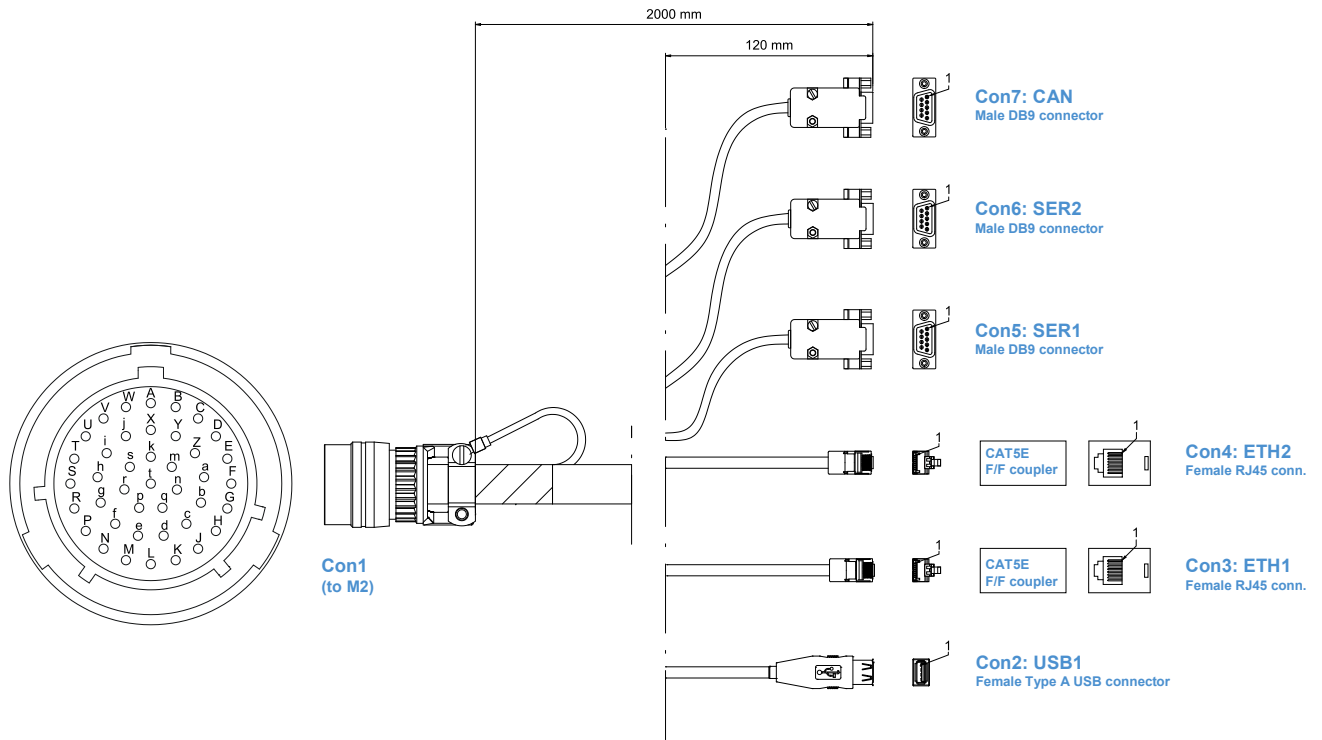 2000 mm
120 mm
1
Con7: CAN
Male DB9 connector
1
Con6: SER2
Male DB9 connector
1
Con5: SER1
Male DB9 connector
A
W
B
V
C
X
U
j
Y
D
T
i
k
Z
E
s
m
S
h
t
a
F
r
n
R
g
p
q
b
G
P
f
c
H
e
d
N
J
M
L
K
Con1
(to M2)
1
CAT5E
F/F coupler
1
Con4: ETH2
Female RJ45 conn.
1
CAT5E
F/F coupler
1
Con3: ETH1
Female RJ45 conn.
1
Con2: USB1
Female Type A USB connector